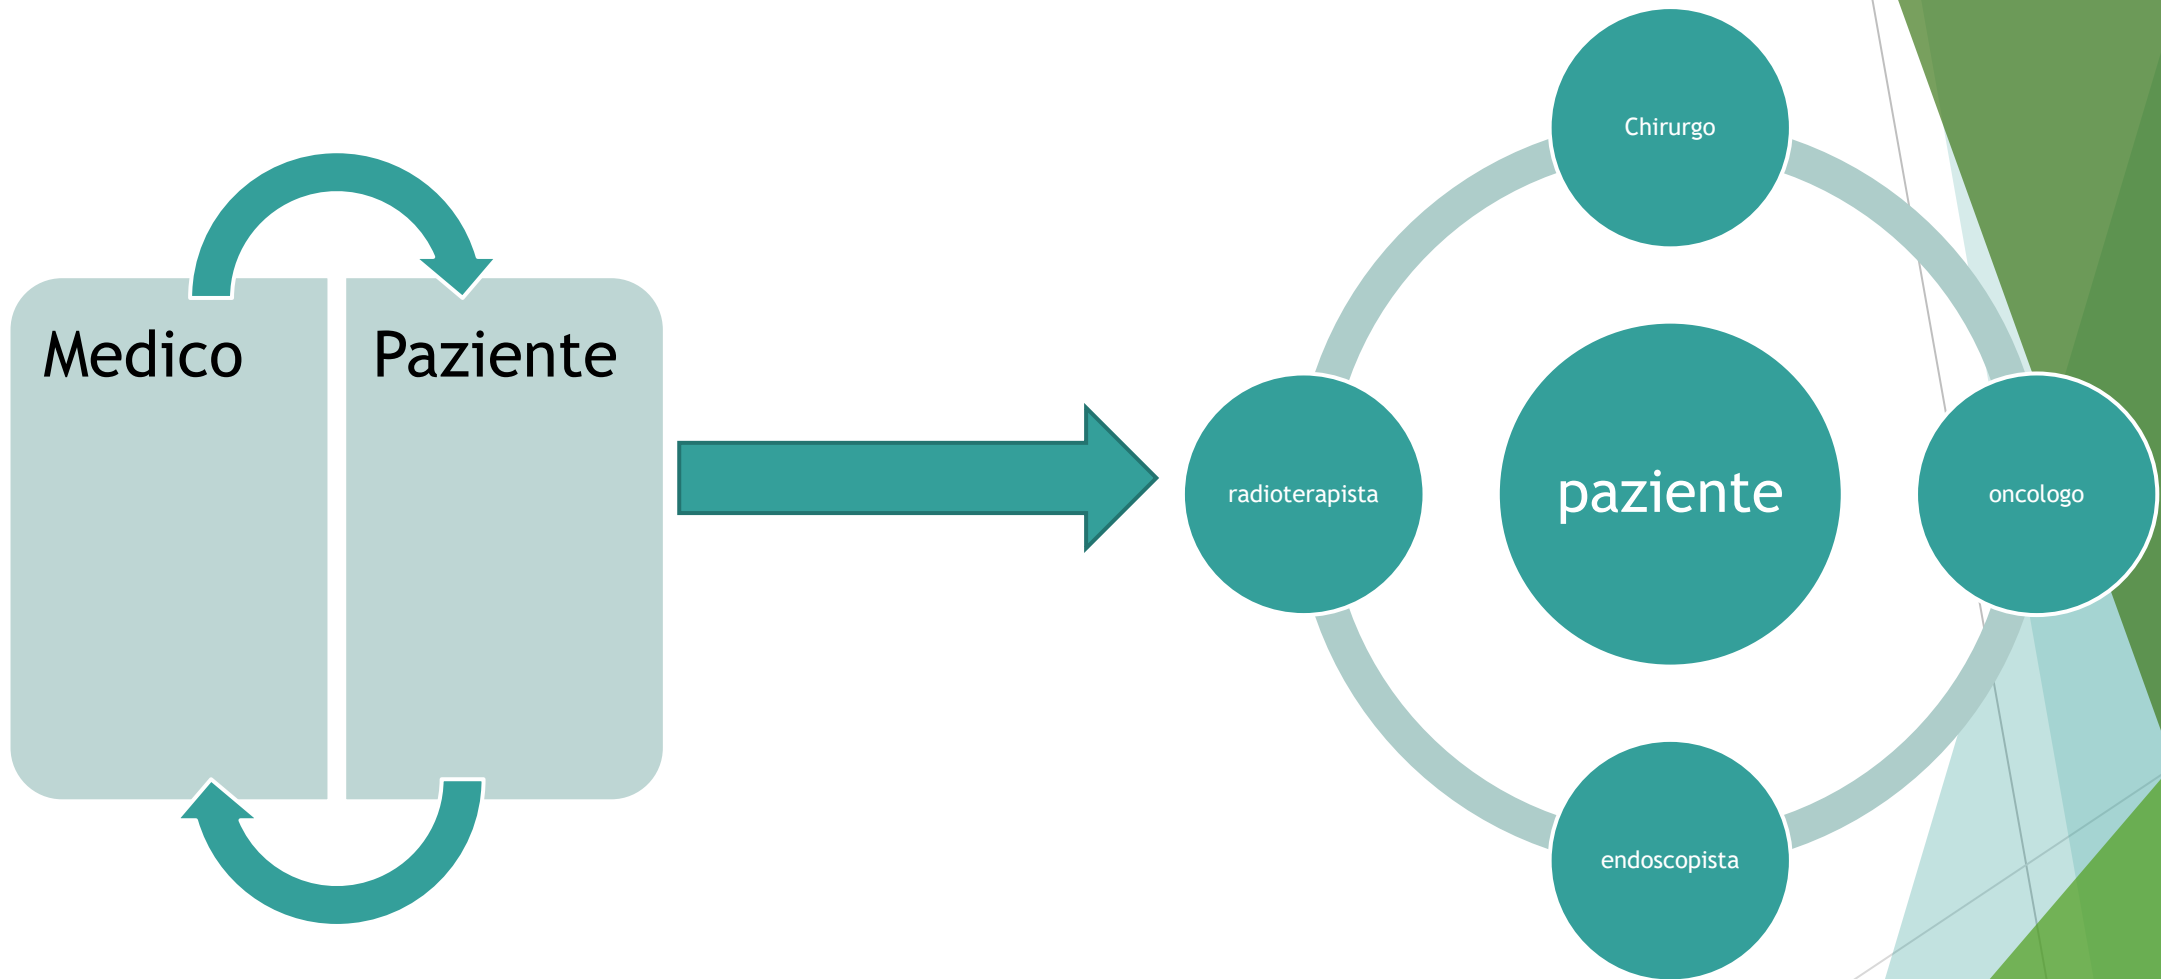 Medico
Paziente
Chirurgo
radioterapista
paziente
oncologo
endoscopista